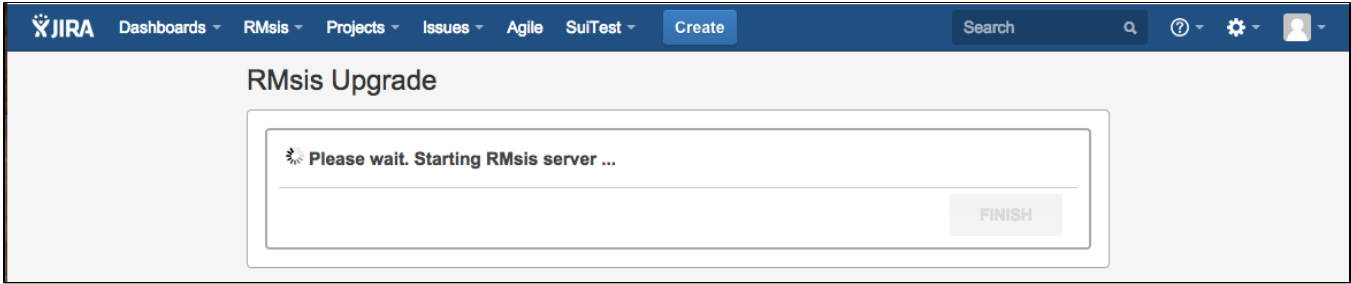 JIRA Dashboards RMsis Projects Issues Agile SuiTest Create Search
RMsis Upgrade
Please wait. Starting RMsis server ...
FINISH